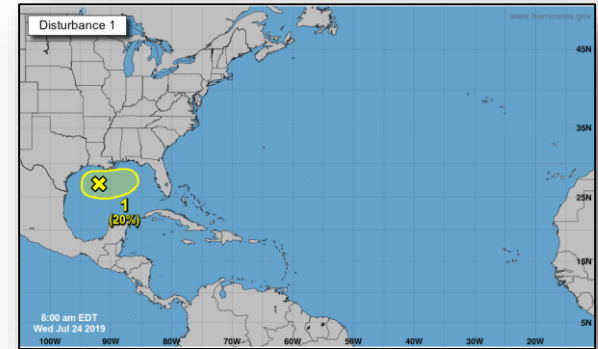 Disturbance 1
www.hurricanes.gov
45N
35N
25N
1
(20%)
15N
8:00 am EDT
Wed Jul 24 2019
5N
100W 90W 80W 70W 60W 50W 40W 30W 20W